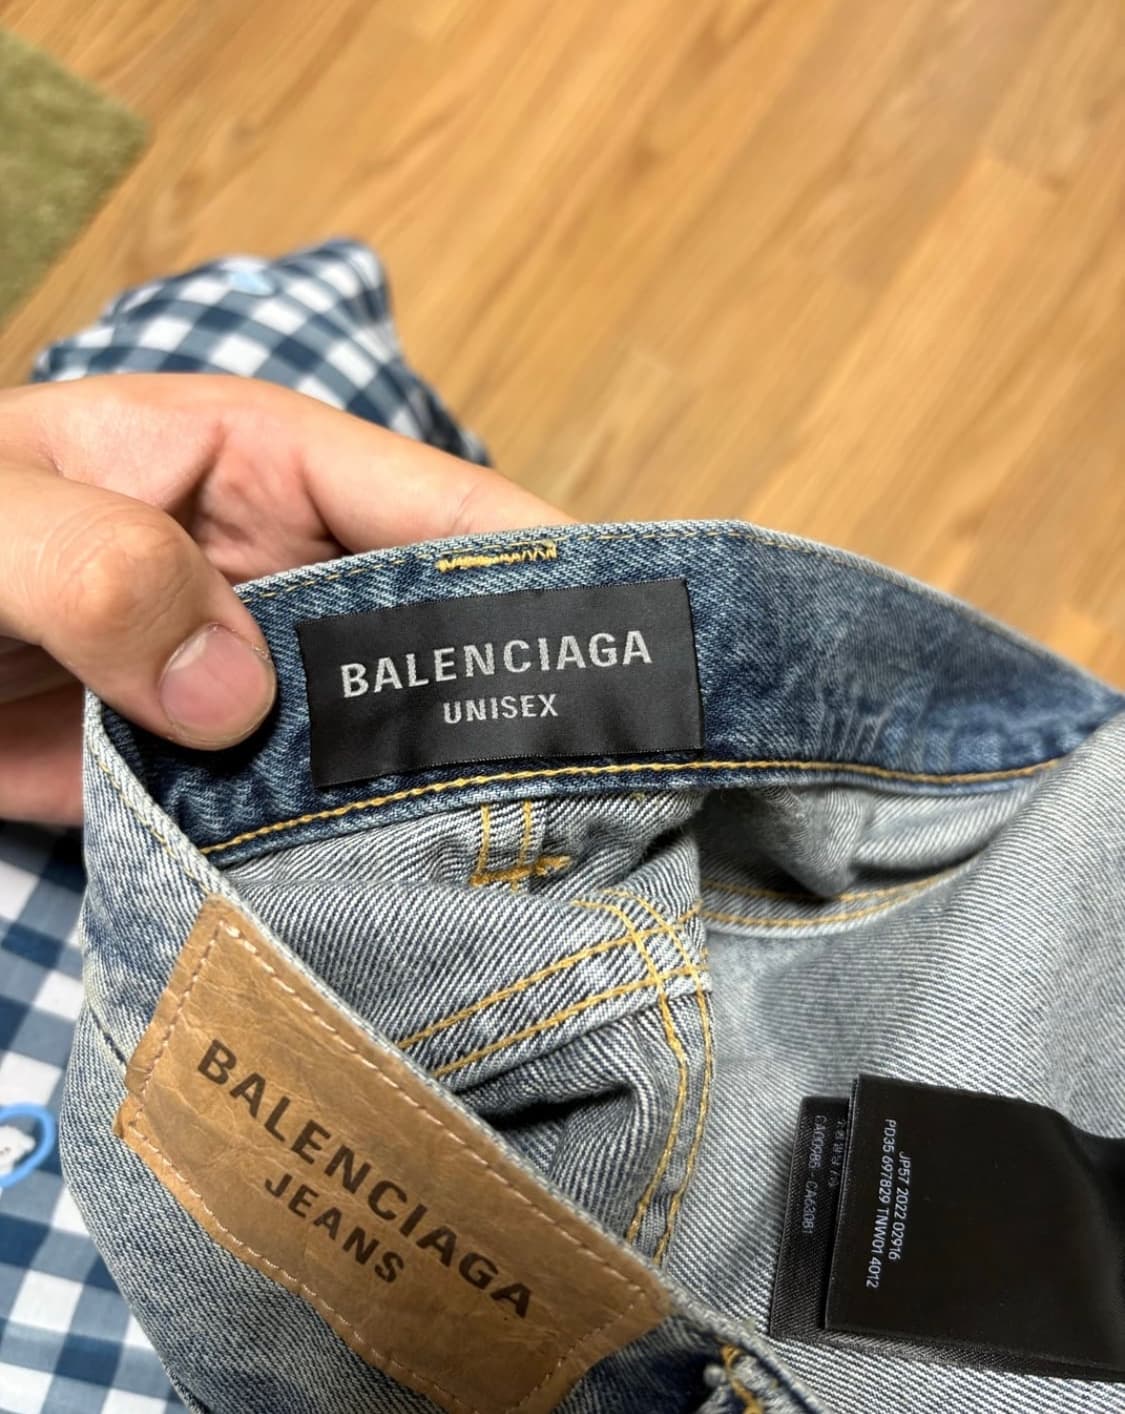 BALENCIAGA
UNISEX
BALENCIAGA
JEANS
JP57 2022 02916
PD35 697829 TNW01 4012